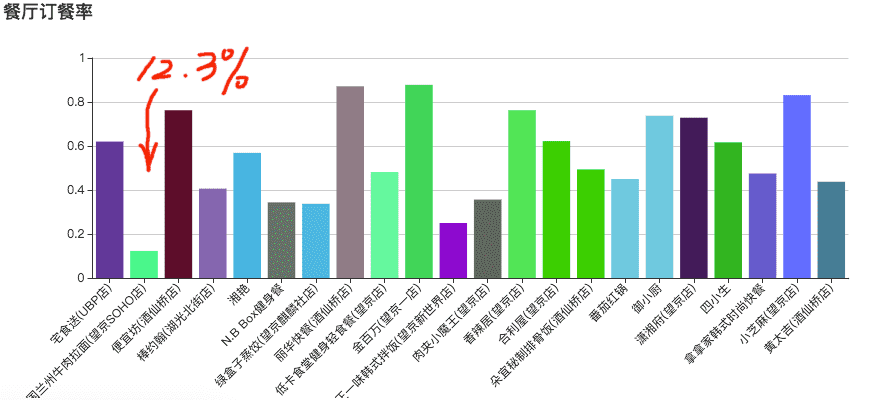 餐厅订餐率
12.3%
1
0.8
0.6
0.4
0.2
0
宅食送(UBP店)
国兰州牛肉拉面(望京SOHO店)
便宜坊(酒仙桥店)
棒约翰(湖光北街店)
湘艳
N.B Box健身餐
绿盒子蒸饺(望京麒麟社店)
丽华快餐(酒仙桥店)
低卡食堂健身轻食餐(望京店)
金百万(望京一店)
一味韩式拌饭(望京新世界店)
肉夹小魔王(望京店)
香辣居(望京店)
合利屋(望京店)
朵宜秘制排骨饭(酒仙桥店)
番茄红锅
御小厨
潇湘府(望京店)
四小生
拿拿家韩式时尚快餐
小芝麻(望京店)
黄太吉(酒仙桥店)